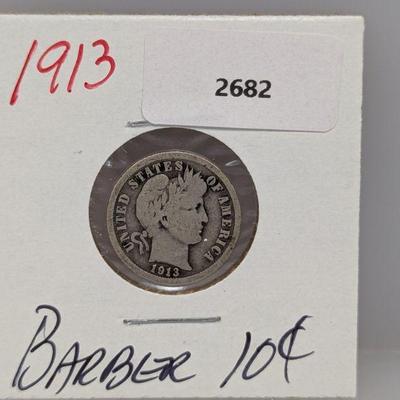 1913
2682
UNITED STATES OF AMERICA
1913
BARBER 10¢